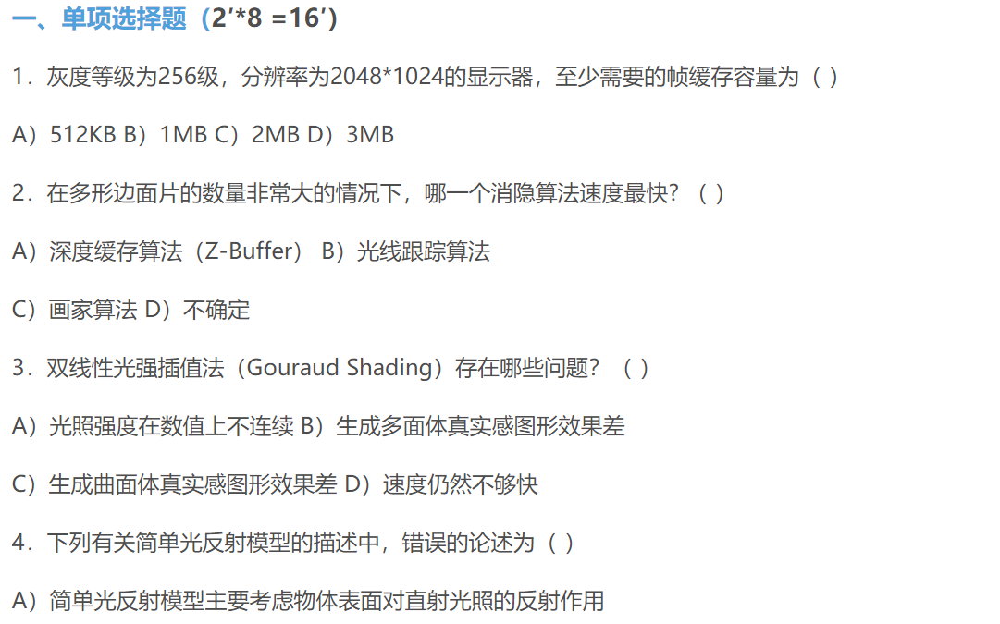 一、单项选择题（2′*8 =16′)
1．灰度等级为256级，分辨率为2048*1024的显示器，至少需要的帧缓存容量为（ ）
A）512KB B）1MB C）2MB D）3MB
2．在多形边面片的数量非常大的情况下，哪一个消隐算法速度最快？（ ）
A）深度缓存算法（Z-Buffer） B）光线跟踪算法
C）画家算法 D）不确定
3．双线性光强插值法（Gouraud Shading）存在哪些问题？ （ ）
A）光照强度在数值上不连续 B）生成多面体真实感图形效果差
C）生成曲面体真实感图形效果差 D）速度仍然不够快
4．下列有关简单光反射模型的描述中，错误的论述为（ ）
A）简单光反射模型主要考虑物体表面对直射光照的反射作用